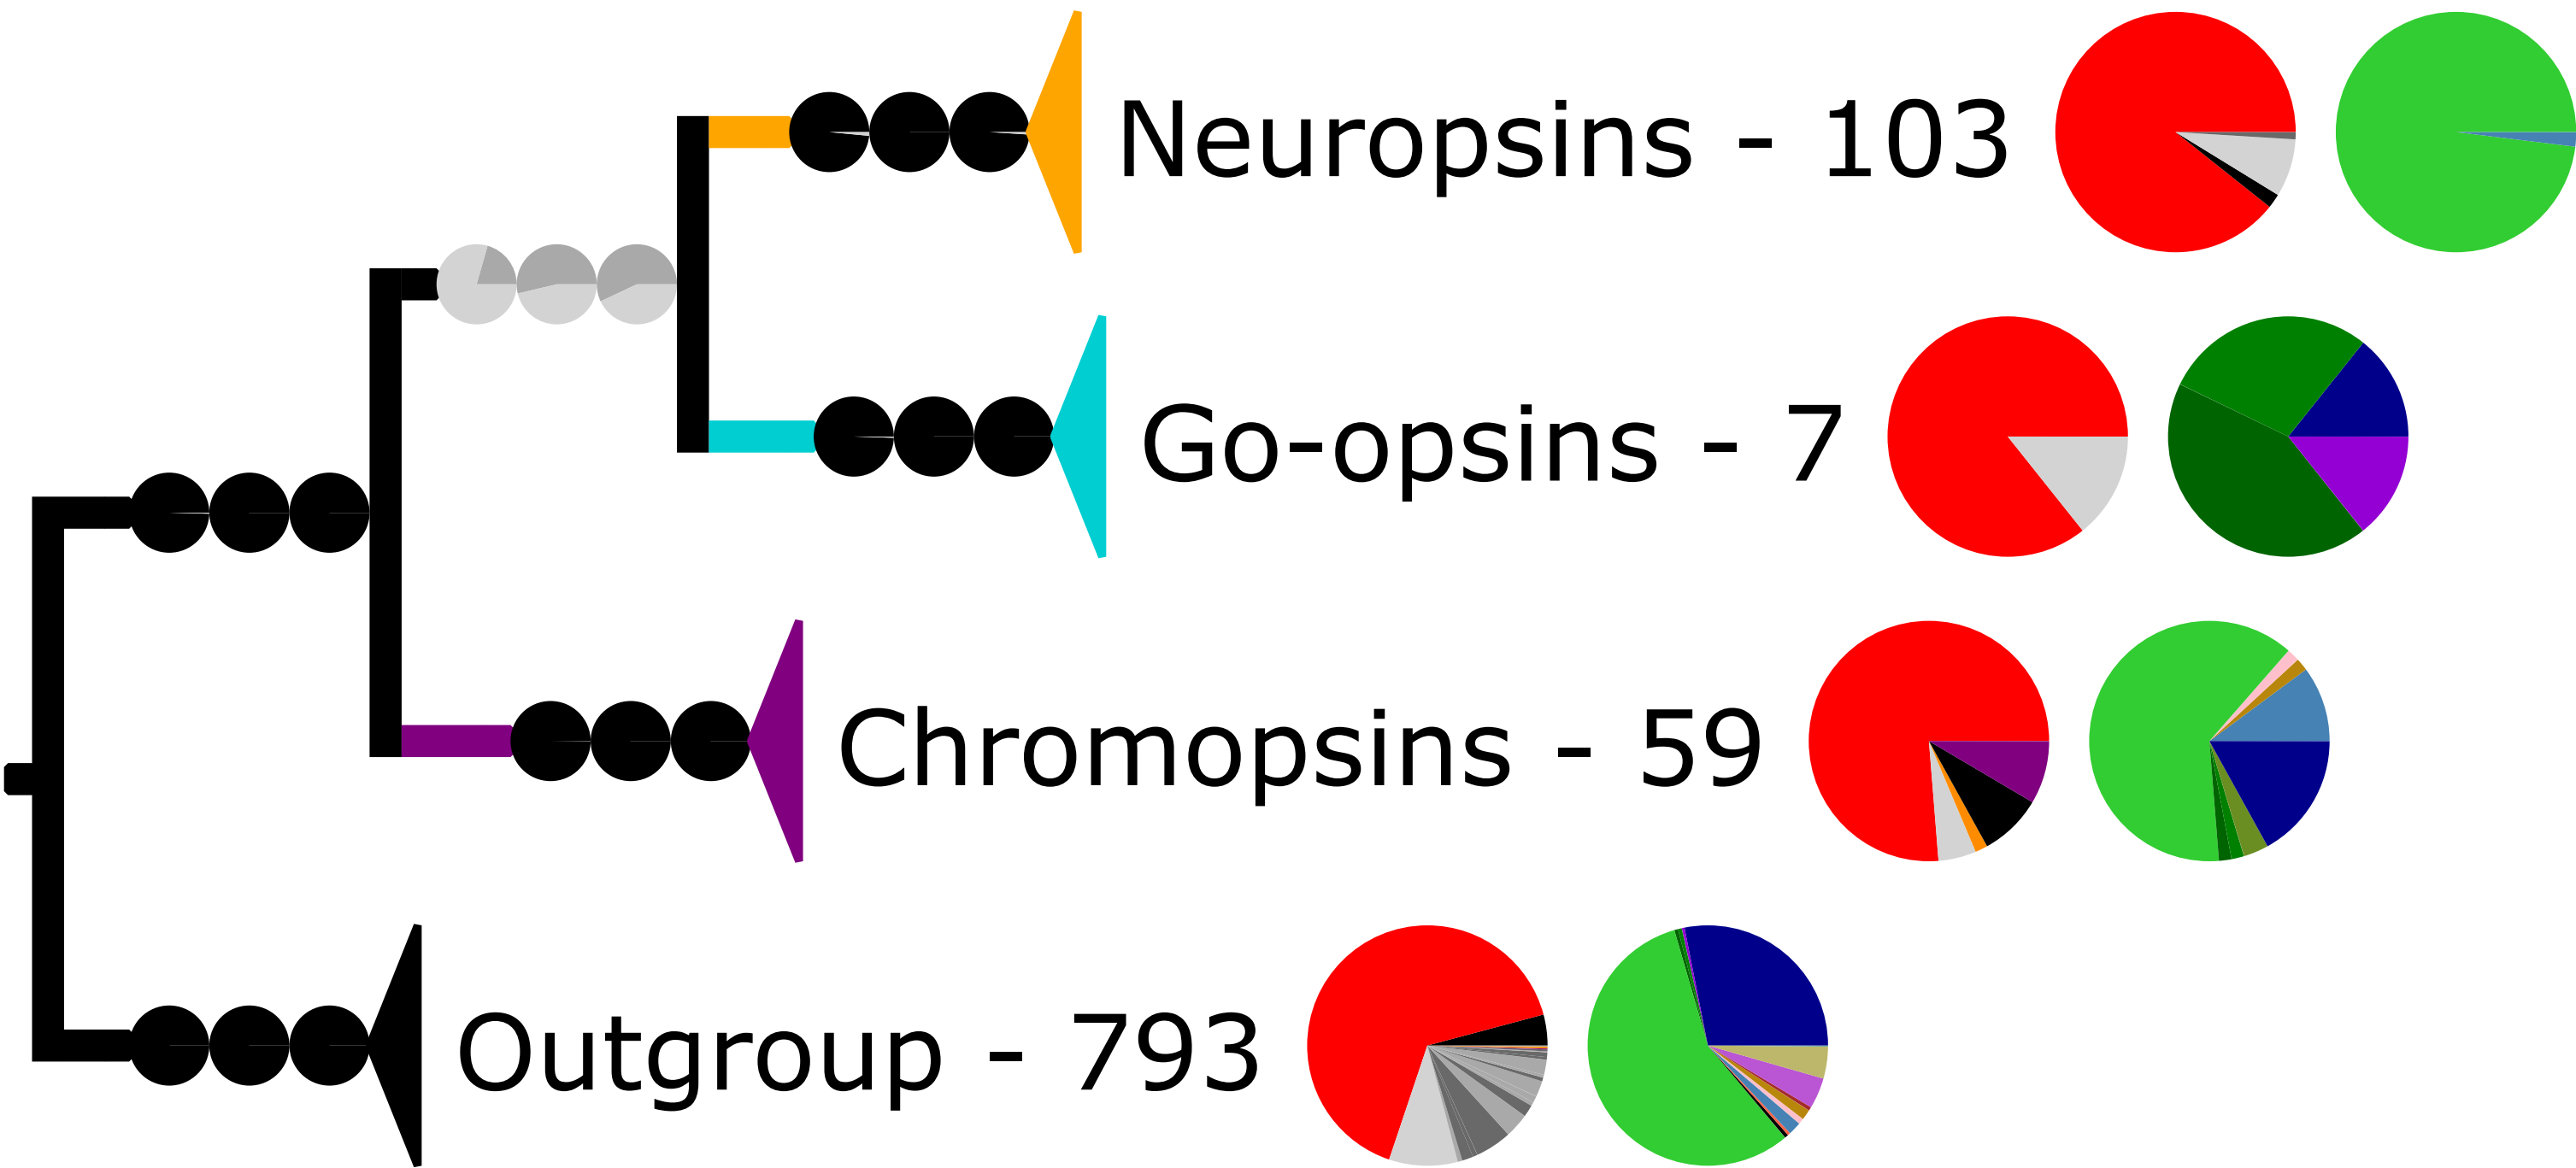 Neuropsins - 103
Go-opsins - 7
Chromopsins - 59
Outgroup - 793